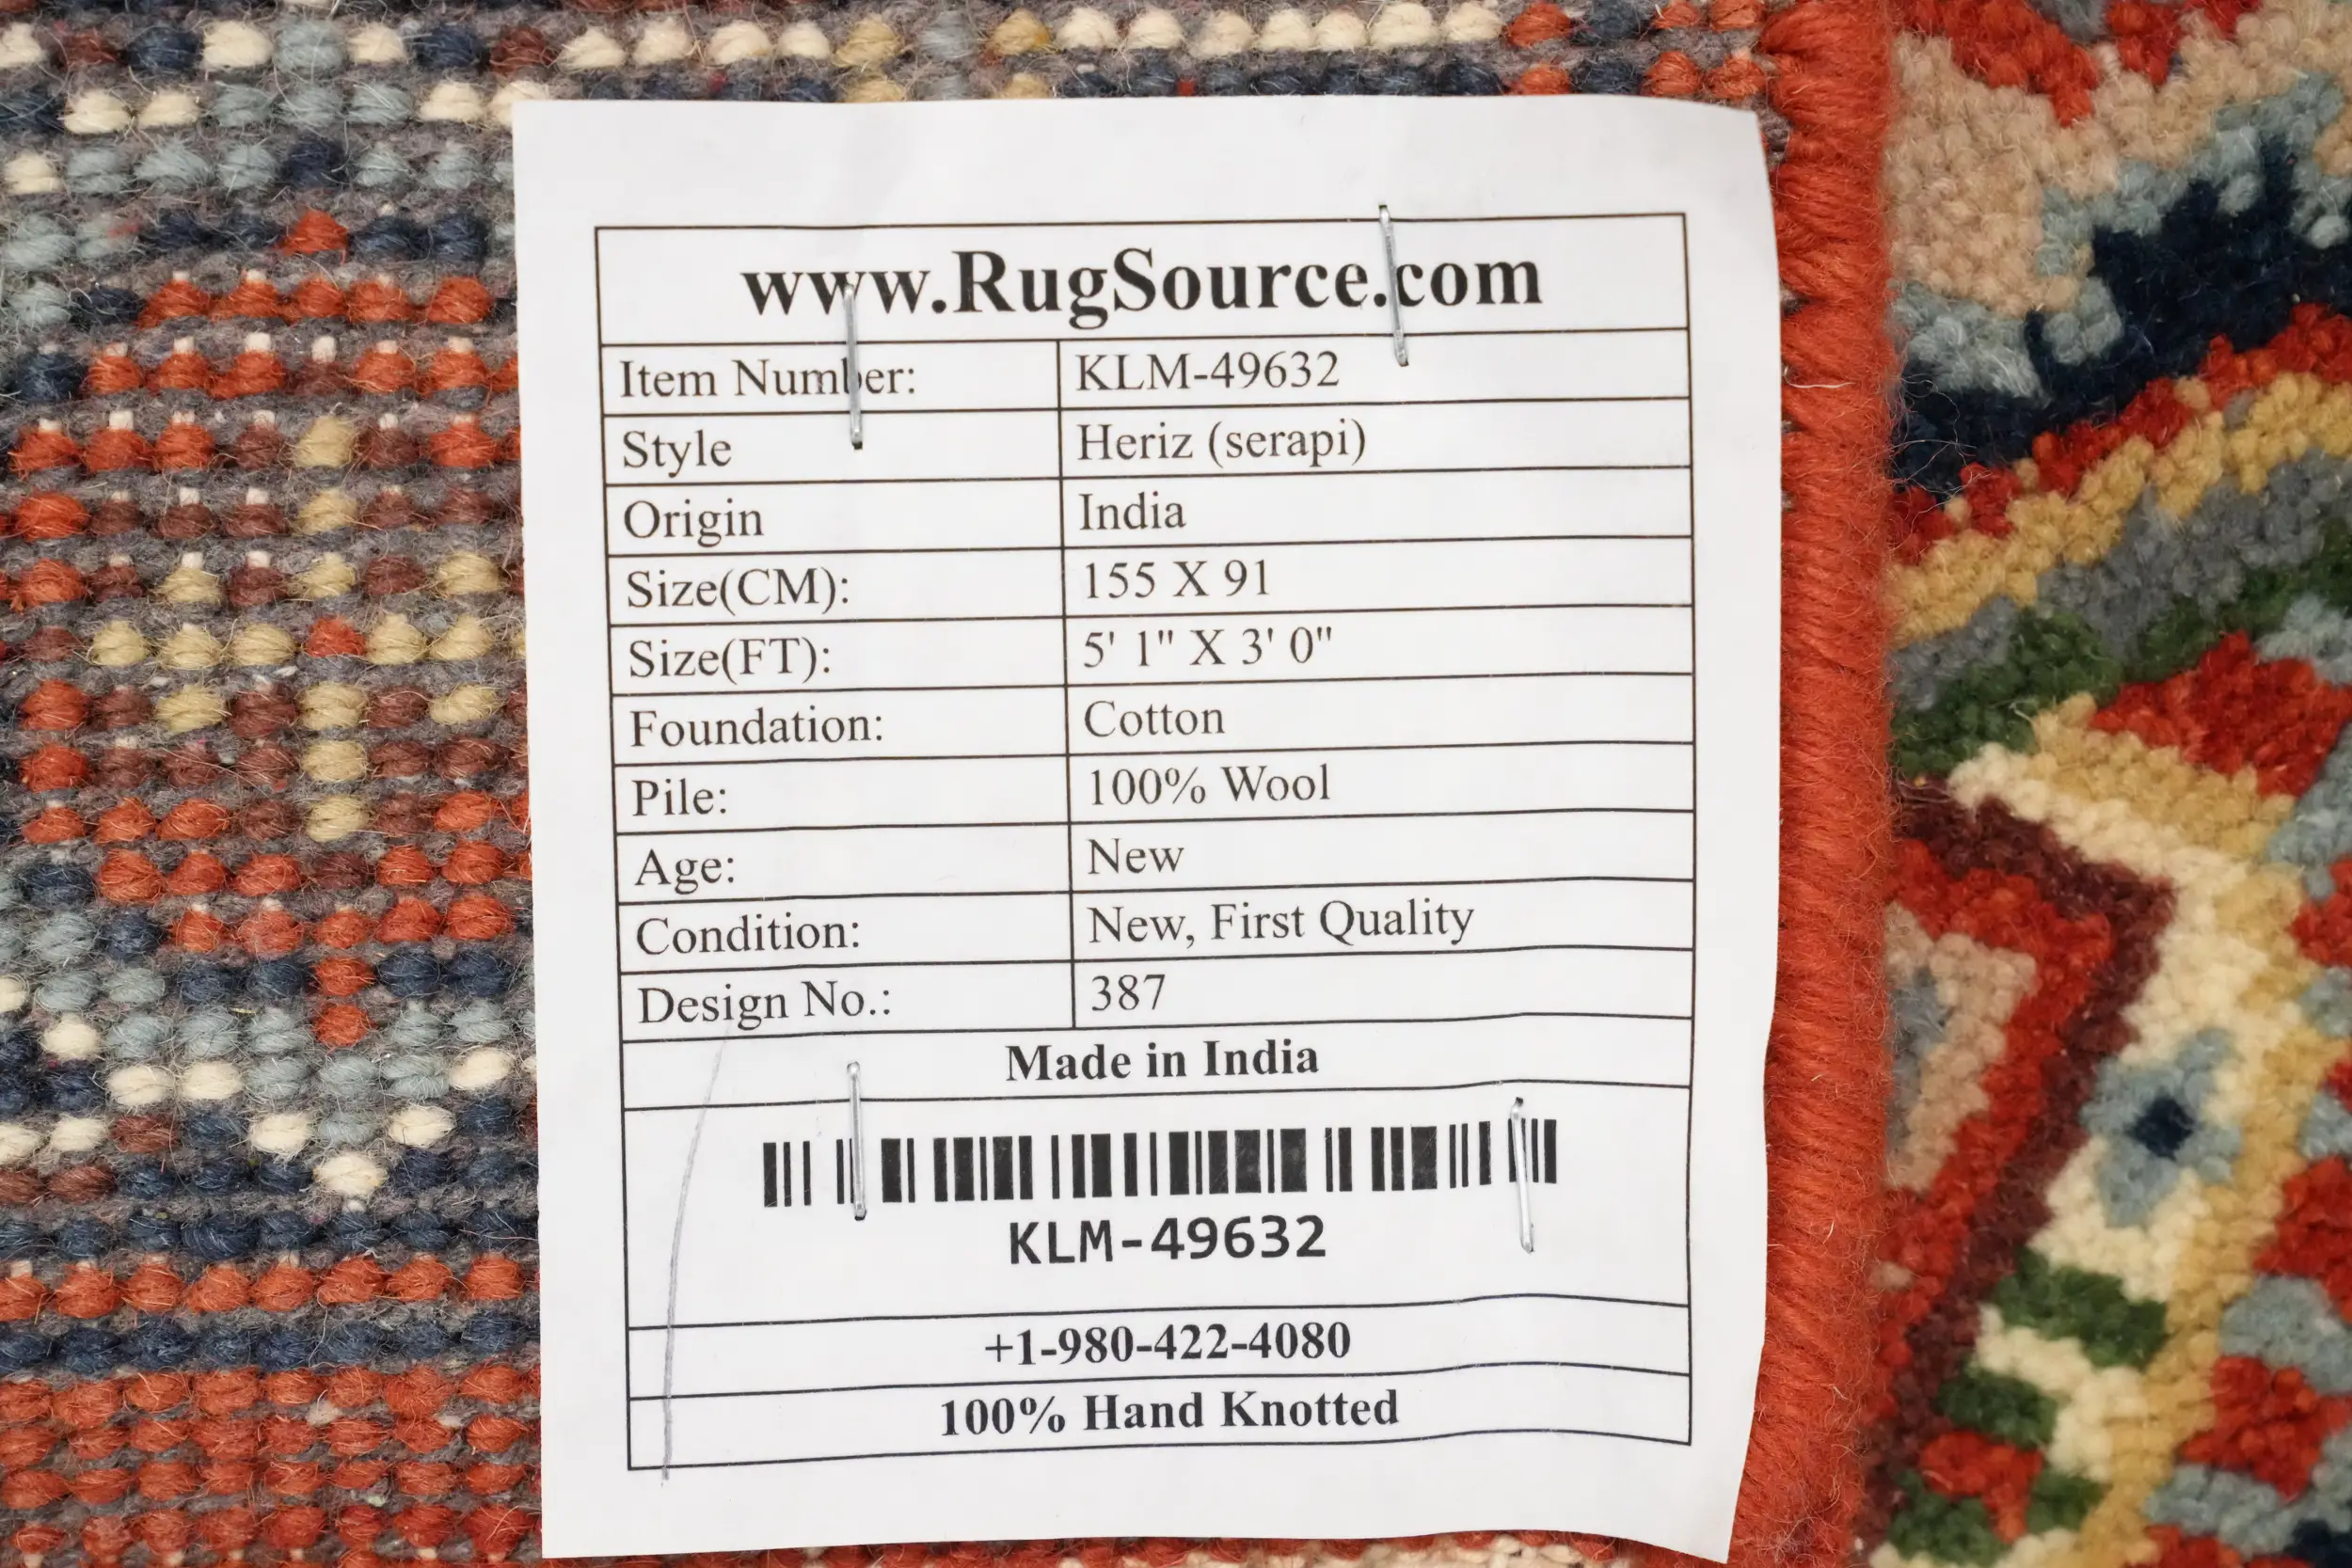 www.RugSource.com
Item Number: KLM-49632
Style Heriz (serapi)
Origin India
Size(CM): 155 X 91
Size(FT): 5' 1" X 3' 0"
Foundation: Cotton
Pile: 100% Wool
Age: New
Condition: New, First Quality
Design No.: 387
Made in India
KLM-49632
+1-980-422-4080
100% Hand Knotted